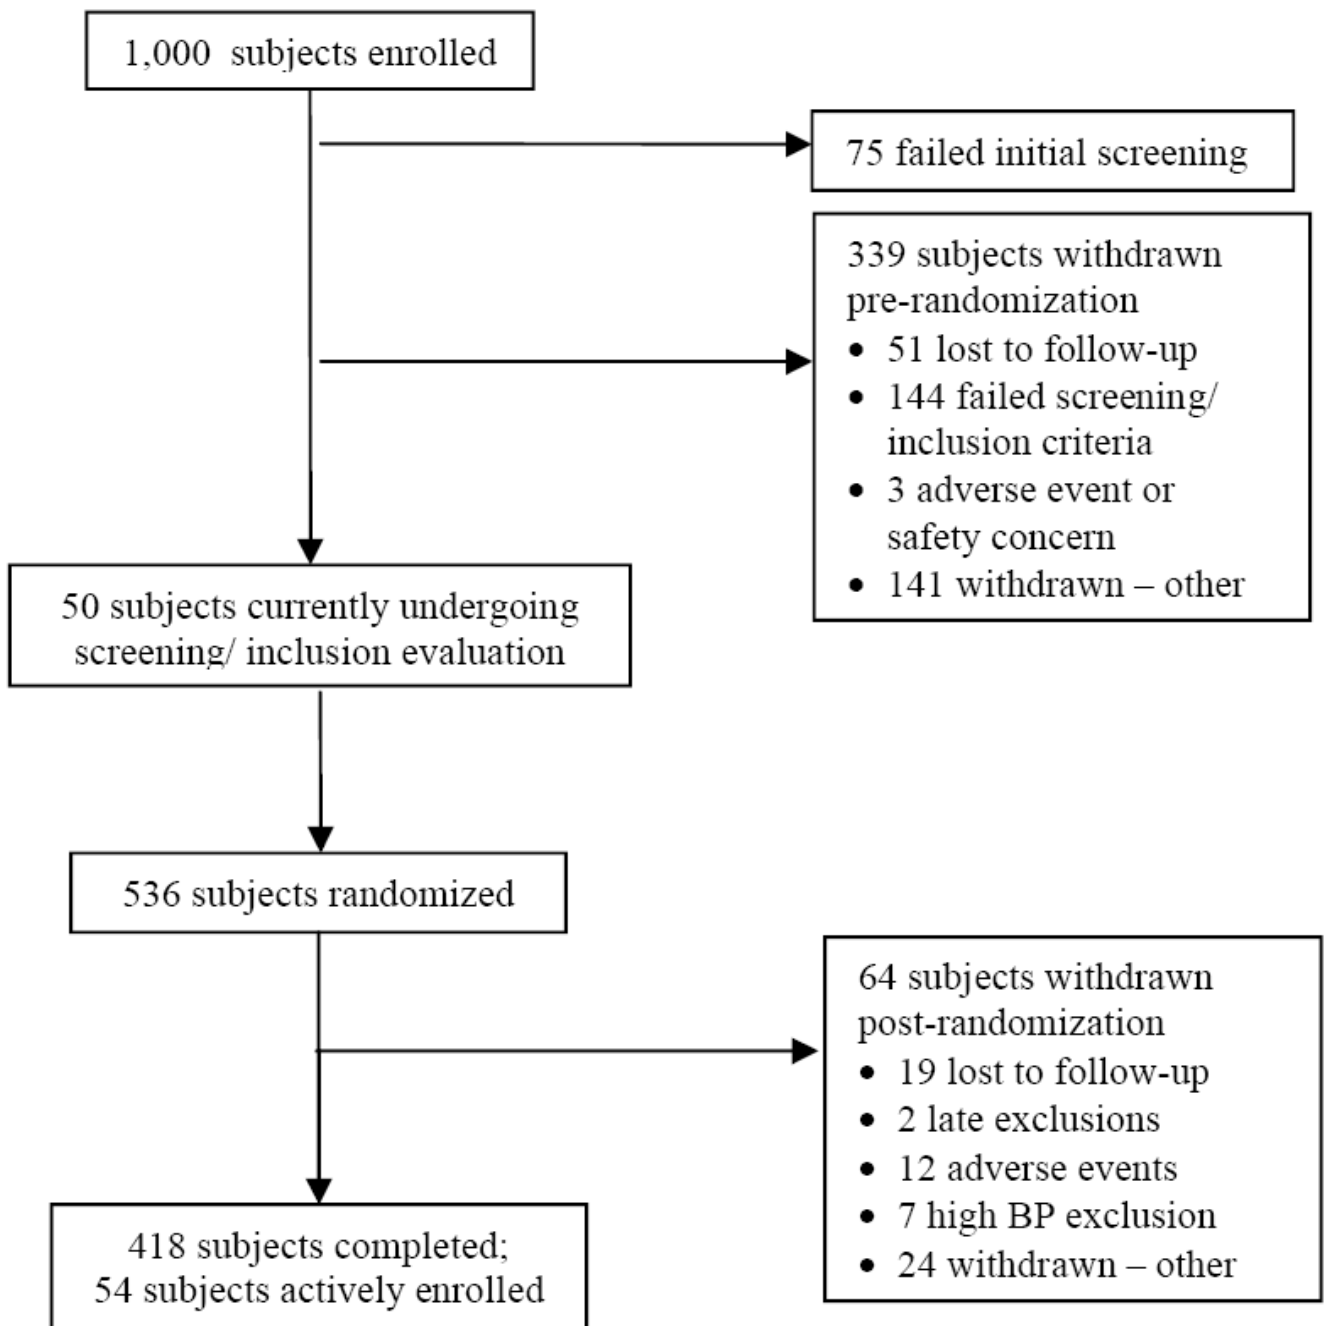 1,000 subjects enrolled
75 failed initial screening
339 subjects withdrawn
pre-randomization
• 51 lost to follow-up
• 144 failed screening/
inclusion criteria
• 3 adverse event or
safety concern
• 141 withdrawn – other
50 subjects currently undergoing
screening/ inclusion evaluation
536 subjects randomized
64 subjects withdrawn
post-randomization
• 19 lost to follow-up
• 2 late exclusions
• 12 adverse events
• 7 high BP exclusion
• 24 withdrawn – other
418 subjects completed;
54 subjects actively enrolled